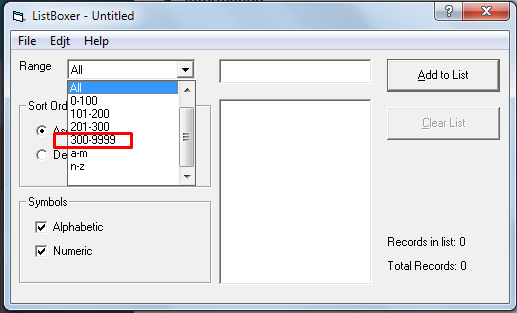 ListBoxer - Untitled
File Edjt Help
Range All Add to List
All
0-100
101-200
201-300
300-9999
a-m
n-z
Sort Ord
As
De
Clear List
Symbols
Alphabetic
Numeric
Records in list: 0
Total Records: 0